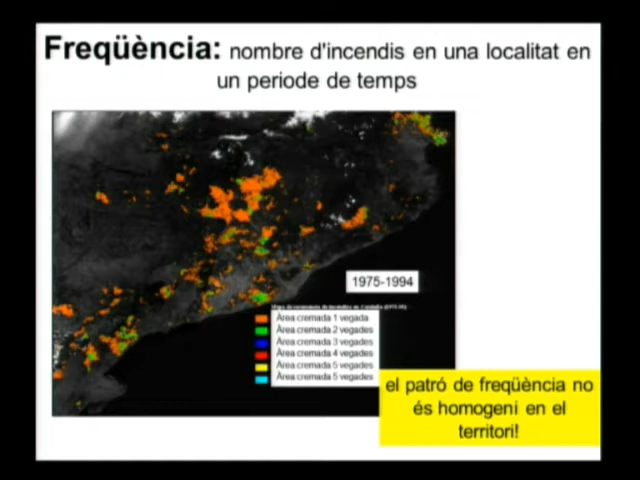 Freqüència: nombre d'incendis en una localitat en
un periode de temps
1975-1994
Àrea cremada 1 vegada
Àrea cremada 2 vegades
Àrea cremada 3 vegades
Àrea cremada 4 vegades
Àrea cremada 5 vegades
Àrea cremada 5 vegades
el patró de freqüència no
és homogeni en el
territori!